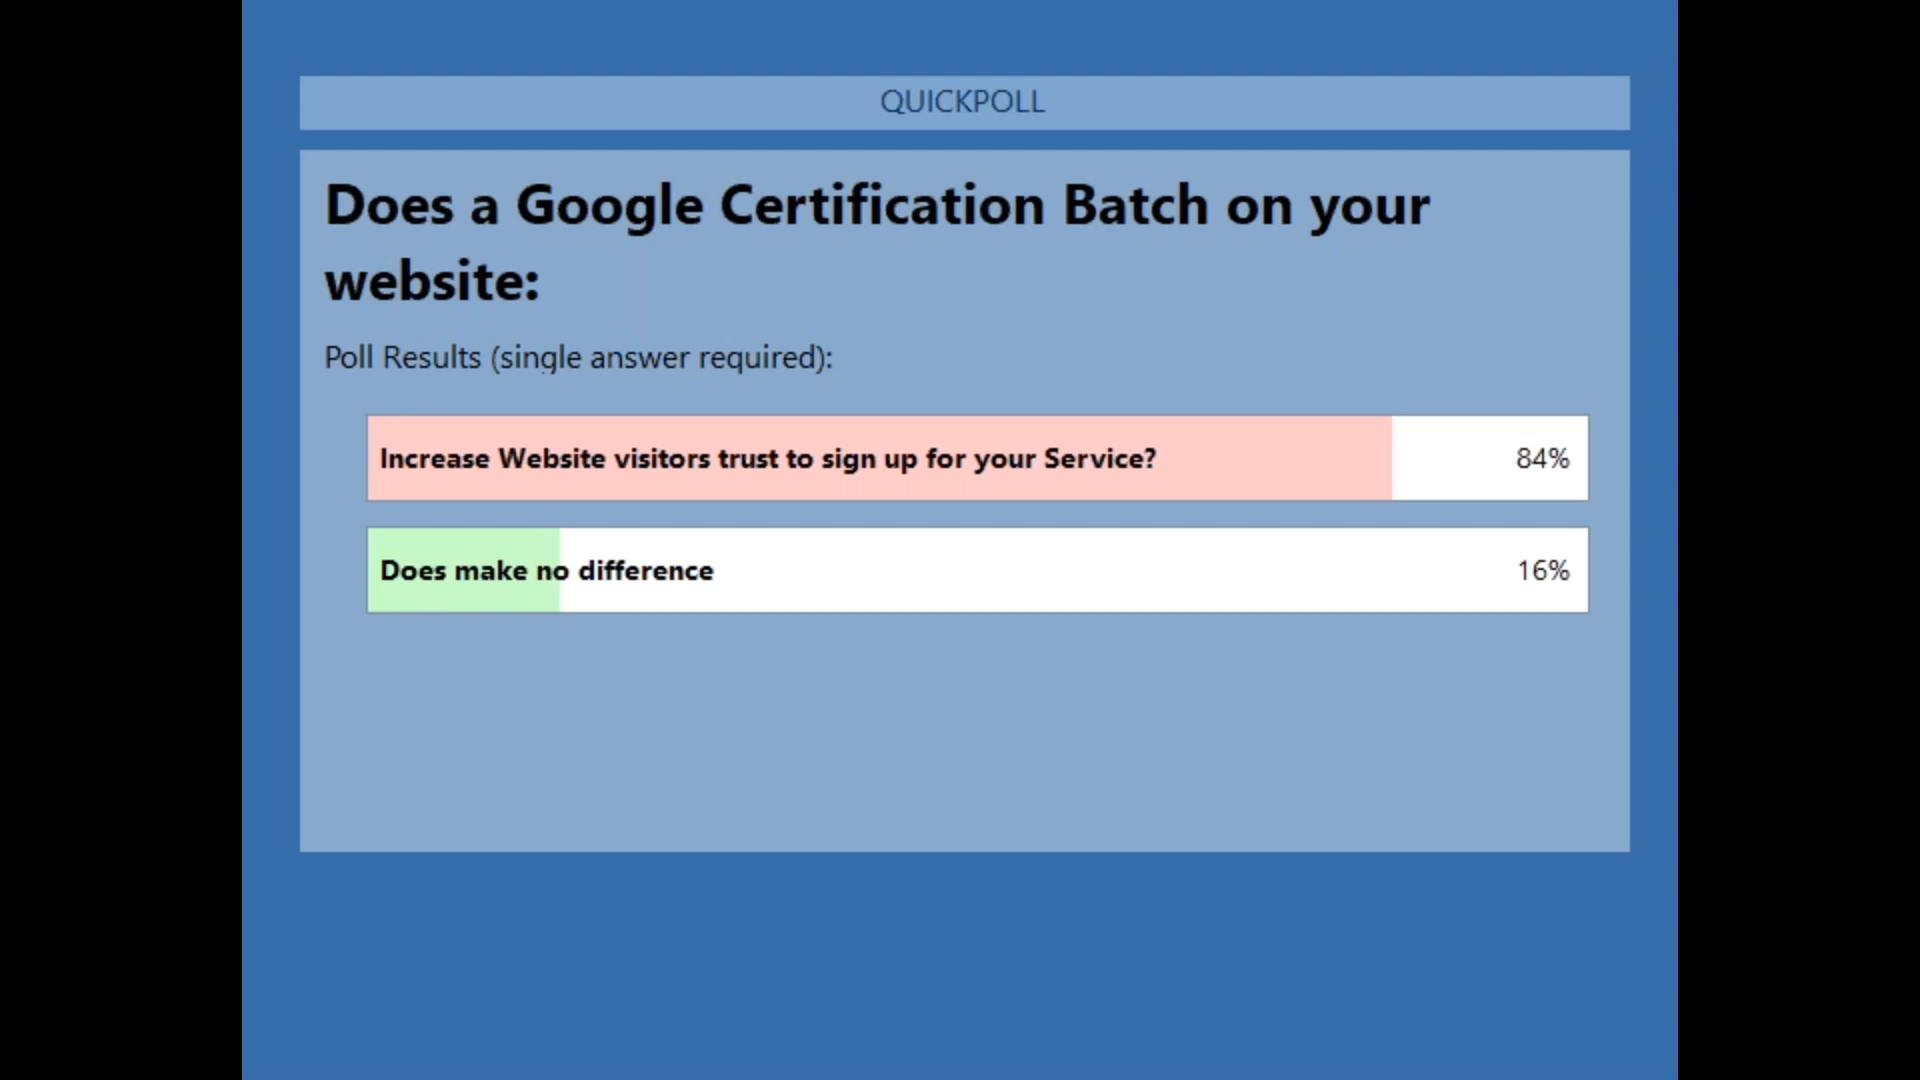 QUICKPOLL
Does a Google Certification Batch on your
website:
Poll Results (single answer required):
Increase Website visitors trust to sign up for your Service?
84%
Does make no difference
16%